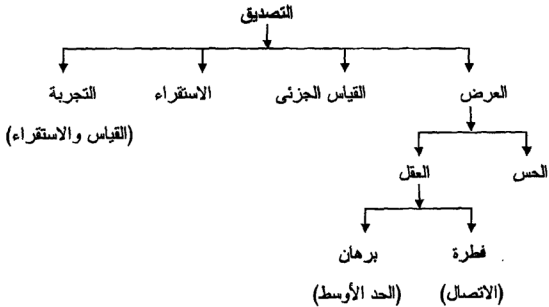 التصديق
العرض القياس الجزئى الاستقراء التجربة
(القياس والاستقراء)
الحس العقل
فطرة برهان
(الاتصال) (الحد الأوسط)